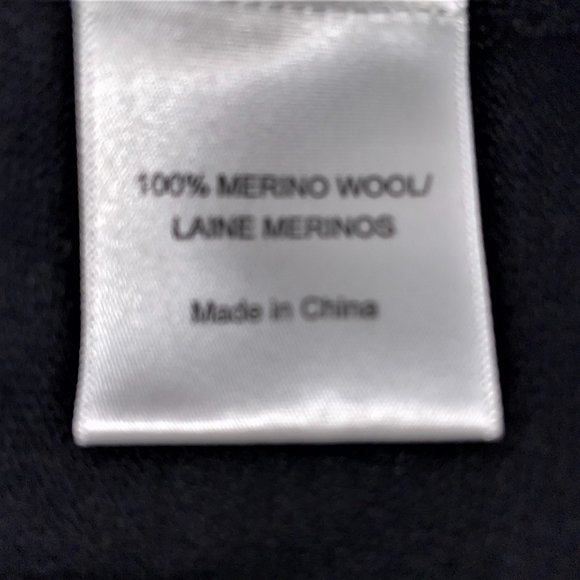 100% MERINO WOOL/
LAINE MERINOS
Made in China